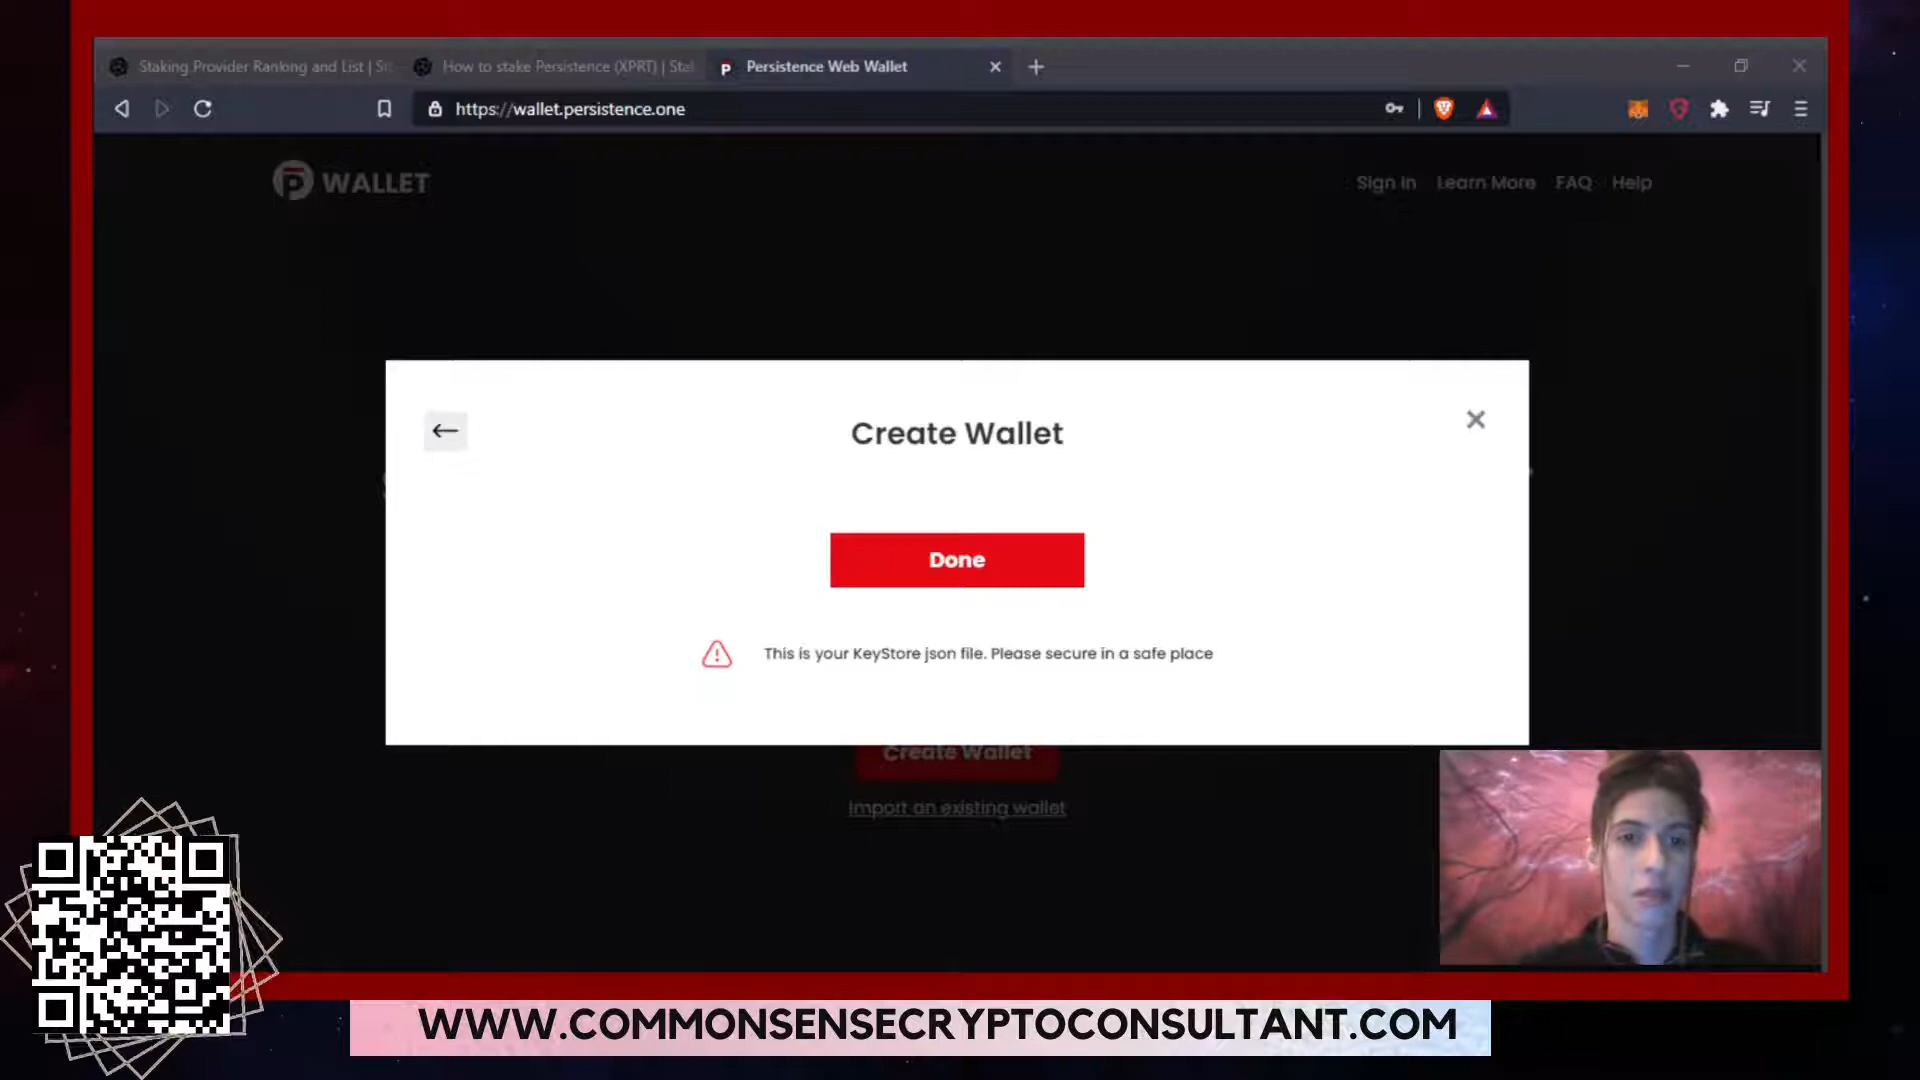 Staking Provider Ranking and List | St
How to stake Persistence (XPRT) | Stak
Persistence Web Wallet
https://wallet.persistence.one
WALLET
Sign In
Learn More
FAQ
Help
Create Wallet
Done
This is your KeyStore json file. Please secure in a safe place
Create Wallet
Import an existing wallet
WWW.COMMONSENSECRYPTOCONSULTANT.COM